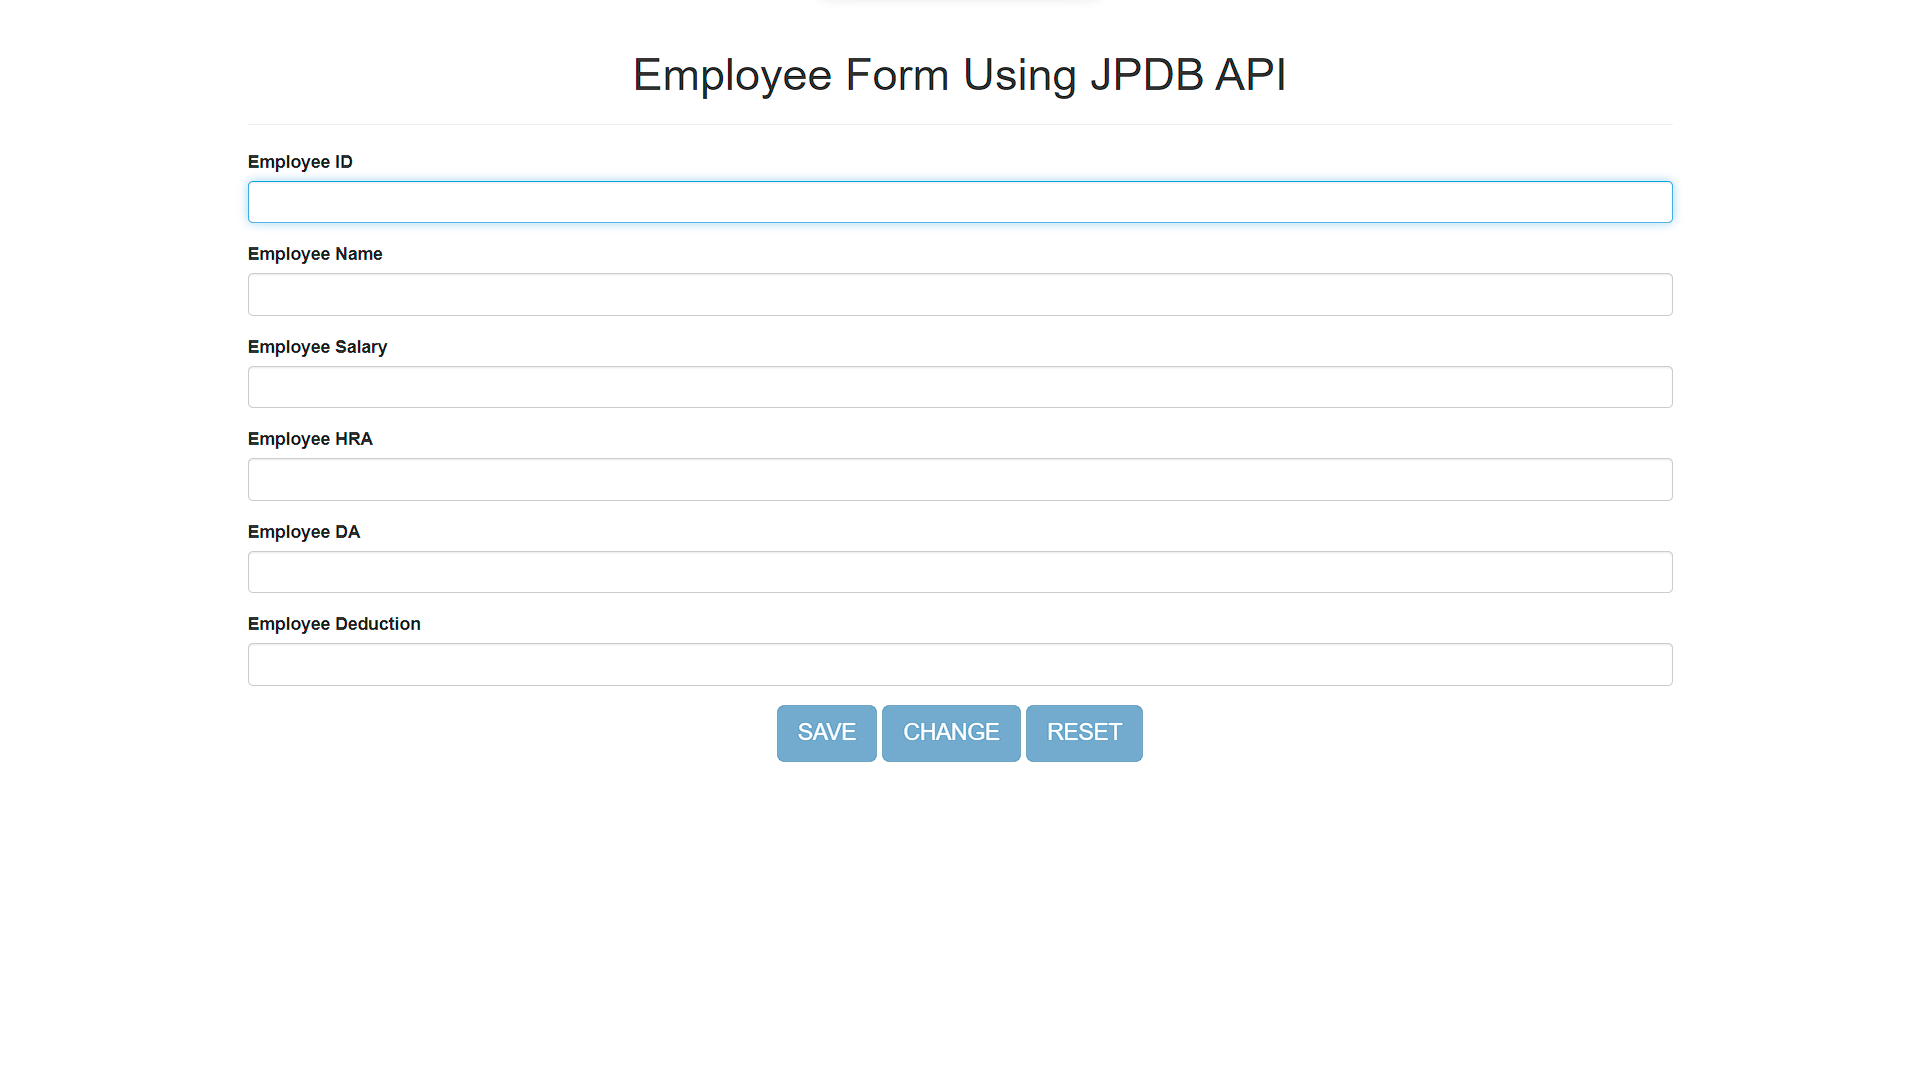 Employee Form Using JPDB API
Employee ID
Employee Name
Employee Salary
Employee HRA
Employee DA
Employee Deduction
SAVE CHANGE RESET